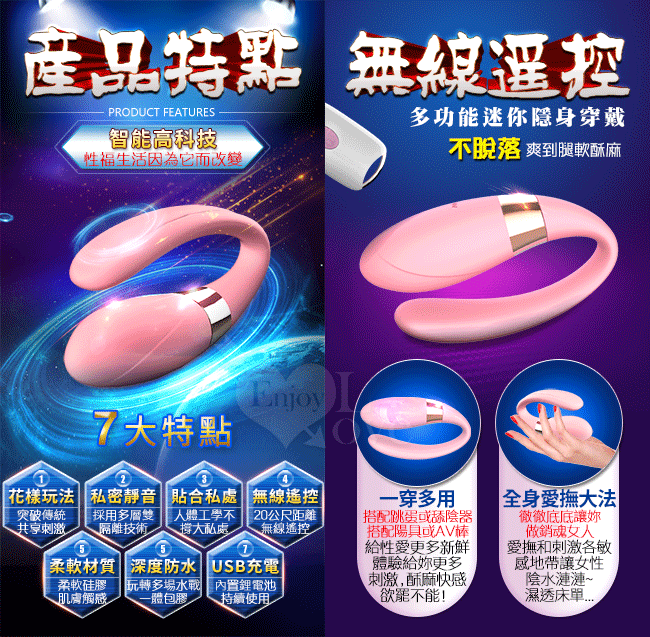 產品特點
PRODUCT FEATURES
智能高科技
性福生活因為它而改變
7大特點
1
花樣玩法
突破傳統
共享刺激
2
私密靜音
採用多層雙
隔離技術
3
貼合私處
人體工學不
撐大私處
4
無線遙控
20公尺距離
無線遙控
5
柔軟材質
柔軟硅膠
肌膚觸感
5
深度防水
玩轉多場水戰
一體包膠
7
USB充電
內置鋰電池
持續使用
無線遥控
多功能迷你隱身穿戴
不脫落 爽到腿軟酥麻
Enjoy
Love
一穿多用
搭配跳蛋或舔陰器
搭配陽具或AV棒
給性愛更多新鮮
體驗給妳更多
刺激,酥麻快感
欲罷不能!
全身愛撫大法
微微底底讓妳
做銷魂女人
愛撫和刺激各敏
感地帶讓女性
陰水漣漣~
濕透床單...